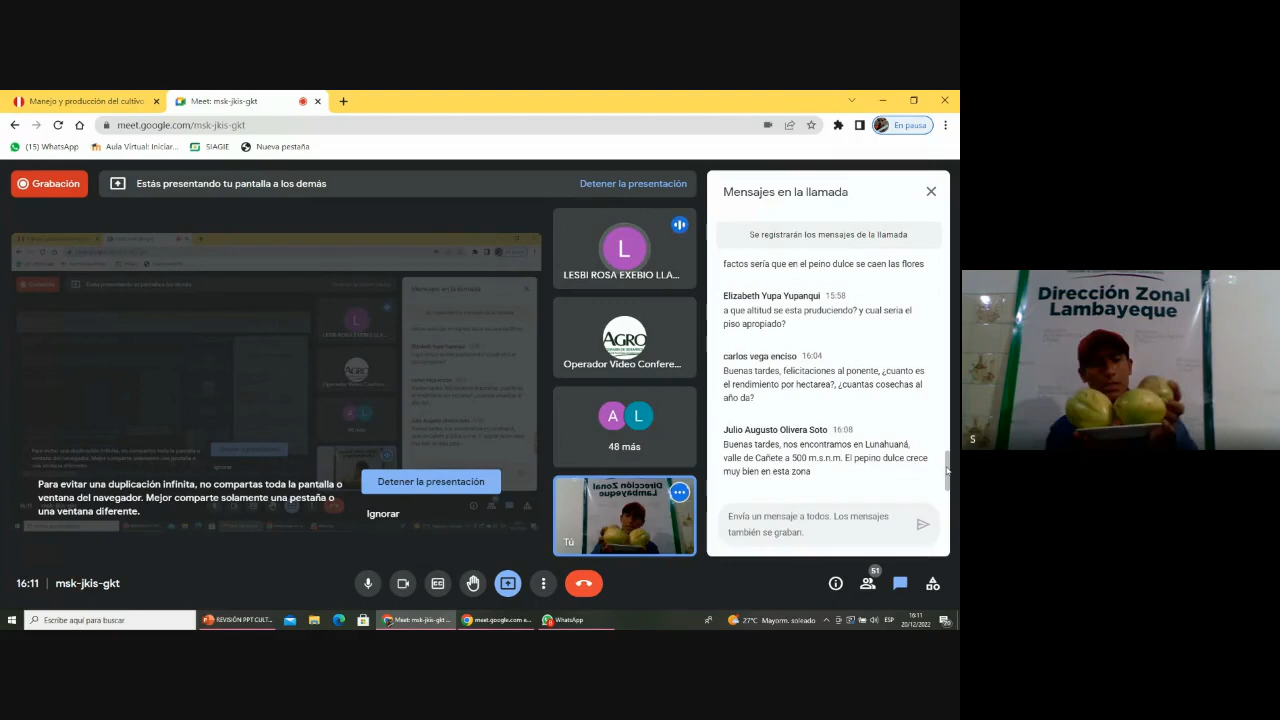 Manejo y producción del cultivo
Meet: msk-jkis-gkt
meet.google.com/msk-jkis-gkt
En pausa
(15) WhatsApp
Aula Virtual: Iniciar...
SIAGIE
Nueva pestaña
Grabación
Estás presentando tu pantalla a los demás
Detener la presentación
Para evitar una duplicación infinita, no compartas toda la pantalla o
ventana del navegador. Mejor comparte solamente una pestaña o
una ventana diferente.
Detener la presentación
Ignorar
L
LESBI ROSA EXEBIO LLA...
AGRO
Operador Video Confere...
A L
48 más
Dirección Zonal
Lambayeque
Tú
Mensajes en la llamada
Se registrarán los mensajes de la llamada
factos sería que en el peino dulce se caen las flores
Elizabeth Yupa Yupanqui 15:58
a que altitud se esta pruduciendo? y cual seria el
piso apropiado?
carlos vega enciso 16:04
Buenas tardes, felicitaciones al ponente, ¿cuanto es
el rendimiento por hectarea?, ¿cuantas cosechas al
año da?
Julio Augusto Olivera Soto 16:08
Buenas tardes, nos encontramos en Lunahuaná,
valle de Cañete a 500 m.s.n.m. El pepino dulce crece
muy bien en esta zona
Envía un mensaje a todos. Los mensajes
también se graban.
16:11 | msk-jkis-gkt
51
Escribe aquí para buscar
REVISIÓN PPT CULT...
Meet: msk-jkis-gkt ...
meet.google.com e...
WhatsApp
27°C Mayorm. soleado
ESP
16:11
20/12/2022
Dirección Zonal
Lambayeque
S